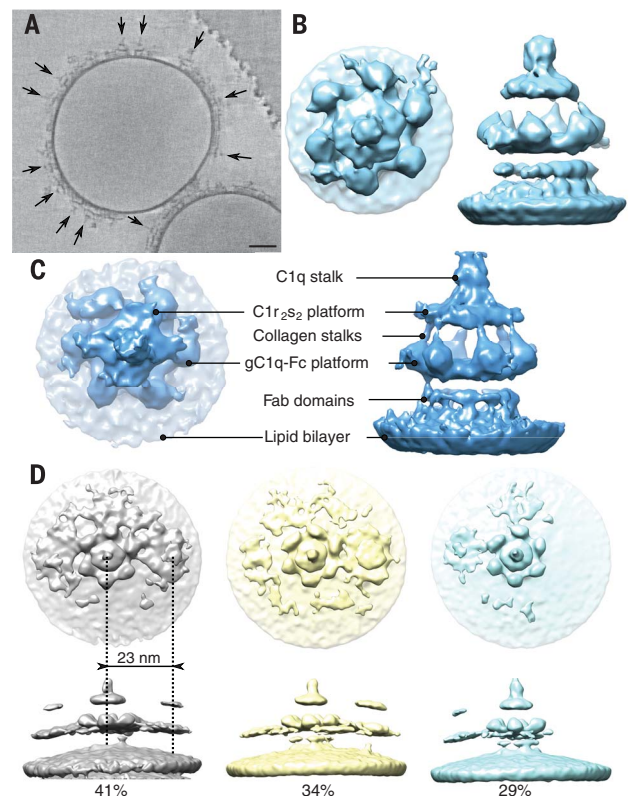 A
B
C
C1q stalk
C1r2s2 platform
Collagen stalks
gC1q-Fc platform
Fab domains
Lipid bilayer
D
23 nm
41%
34%
29%